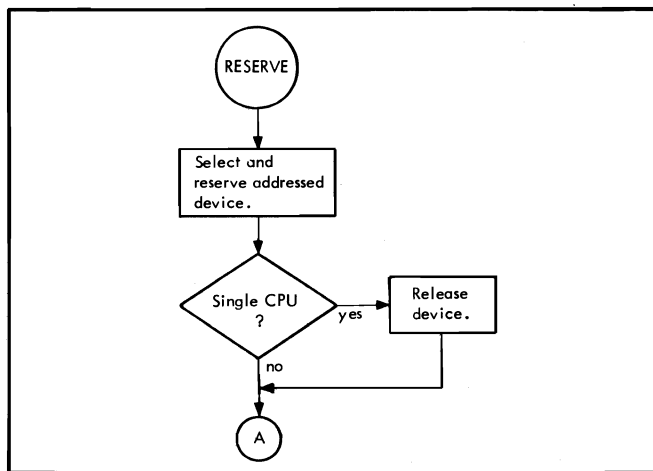 RESERVE
Select and
reserve addressed
device.
Single CPU
?
yes
Release
device.
no
A